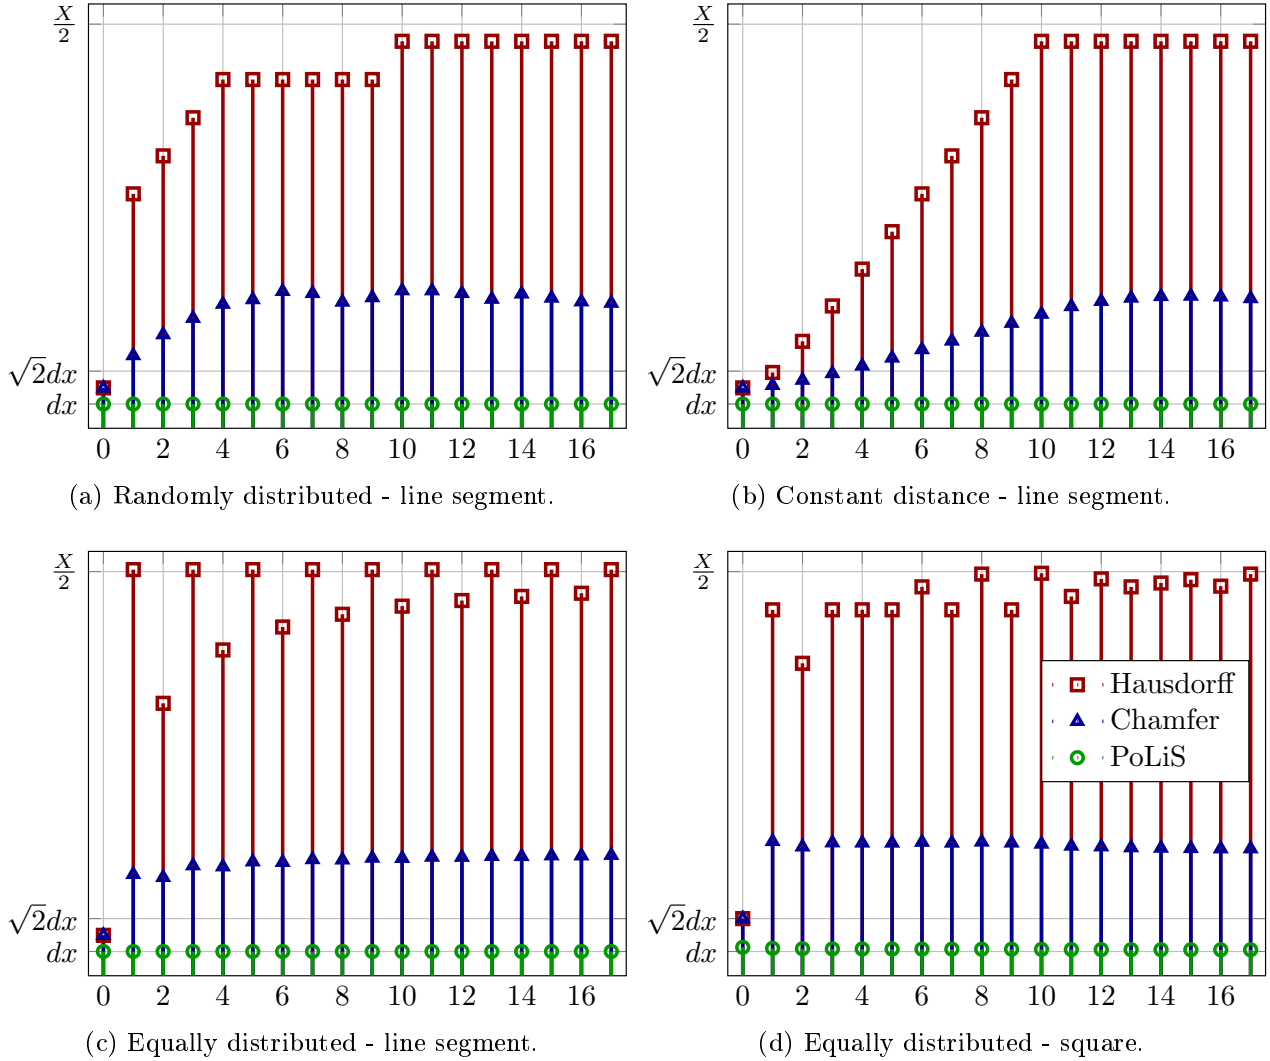 X/2
√2dx
dx
0 2 4 6 8 10 12 14 16
(a) Randomly distributed - line segment.
X/2
√2dx
dx
0 2 4 6 8 10 12 14 16
(b) Constant distance - line segment.
X/2
√2dx
dx
0 2 4 6 8 10 12 14 16
(c) Equally distributed - line segment.
X/2
Hausdorff
Chamfer
PoLiS
√2dx
dx
0 2 4 6 8 10 12 14 16
(d) Equally distributed - square.